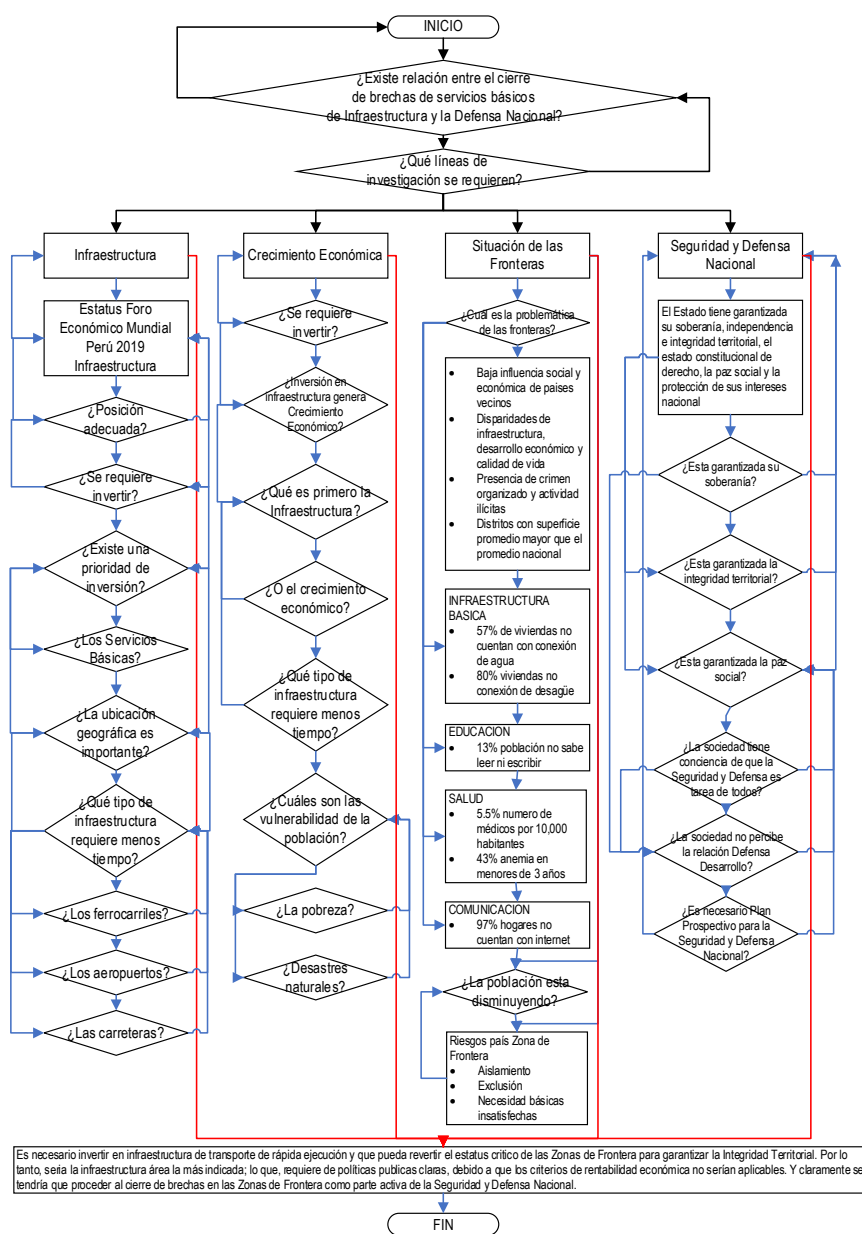 INICIO
¿Existe relación entre el cierre
de brechas de servicios básicos
de Infraestructura y la Defensa Nacional?
¿Qué líneas de
investigación se requieren?
Infraestructura
Estatus Foro
Económico Mundial
Perú 2019
Infraestructura
¿Posición
adecuada?
¿Se requiere
invertir?
¿Existe una
prioridad de
inversión?
¿Los Servicios
Básicas?
¿La ubicación
geográfica es
importante?
¿Qué tipo de
infraestructura
requiere menos
tiempo?
¿Los ferrocarriles?
¿Los aeropuertos?
¿Las carreteras?
Crecimiento Económica
¿Se requiere
invertir?
¿Inversión en
infraestructura genera
Crecimiento
Económico?
¿Qué es primero la
Infraestructura?
¿O el crecimiento
económico?
¿Qué tipo de
infraestructura
requiere menos
tiempo?
¿Cuáles son las
vulnerabilidad de la
población?
¿La pobreza?
¿Desastres
naturales?
Situación de las
Fronteras
¿Cuál es la problemática
de las fronteras?
• Baja influencia social y
económica de paises
vecinos
• Disparidades de
infraestructura,
desarrollo económico y
calidad de vida
• Presencia de crimen
organizado y actividad
ilícitas
• Distritos con superficie
promedio mayor que el
promedio nacional
INFRAESTRUCTURA
BASICA
• 57% de viviendas no
cuentan con conexión
de agua
• 80% viviendas no
conexión de desagüe
EDUCACION
• 13% población no sabe
leer ni escribir
SALUD
• 5.5% numero de
médicos por 10,000
habitantes
• 43% anemia en
menores de 3 años
COMUNICACION
• 97% hogares no
cuentan con internet
¿La población esta
disminuyendo?
Riesgos país Zona de
Frontera
• Aislamiento
• Exclusión
• Necesidad básicas
insatisfechas
Seguridad y Defensa
Nacional
El Estado tiene garantizada
su soberanía, independencia
e integridad territorial, el
estado constitucional de
derecho, la paz social y la
protección de sus intereses
nacional
¿Esta garantizada su
soberanía?
¿Esta garantizada la
integridad territorial?
¿Esta garantizada la paz
social?
¿La sociedad tiene
conciencia de que la
Seguridad y Defensa es
tarea de todos?
¿La sociedad no percibe
la relación Defensa
Desarrollo?
¿Es necesario Plan
Prospectivo para la
Seguridad y Defensa
Nacional?
Es necesario invertir en infraestructura de transporte de rápida ejecución y que pueda revertir el estatus critico de las Zonas de Frontera para garantizar la Integridad Territorial. Por lo
tanto, seria la infraestructura área la más indicada; lo que, requiere de políticas publicas claras, debido a que los criterios de rentabilidad económico no serían aplicables. Y claramente se
tendría que proceder al cierre de brechas en las Zonas de Frontera como parte activa de la Seguridad y Defensa Nacional.
FIN